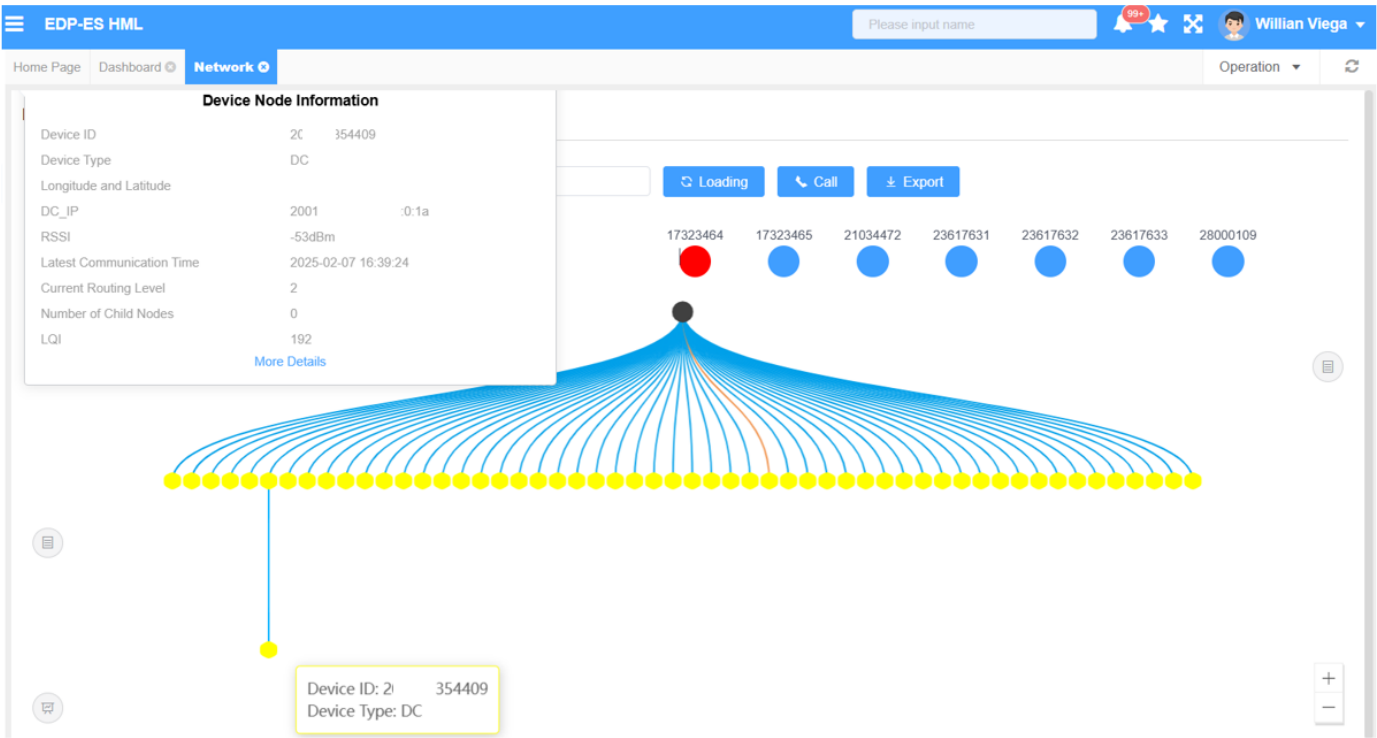 EDP-ES HML
Please input name
99+
Willian Viega
Home Page
Dashboard
Network
Operation
Device Node Information
Device ID 20 354409
Device Type DC
Longitude and Latitude
DC_IP 2001 :0:1a
RSSI -53dBm
Latest Communication Time 2025-02-07 16:39:24
Current Routing Level 2
Number of Child Nodes 0
LQI 192
More Details
Loading
Call
Export
17323464 17323465 21034472 23617631 23617632 23617633 28000109
Device ID: 2 354409
Device Type: DC